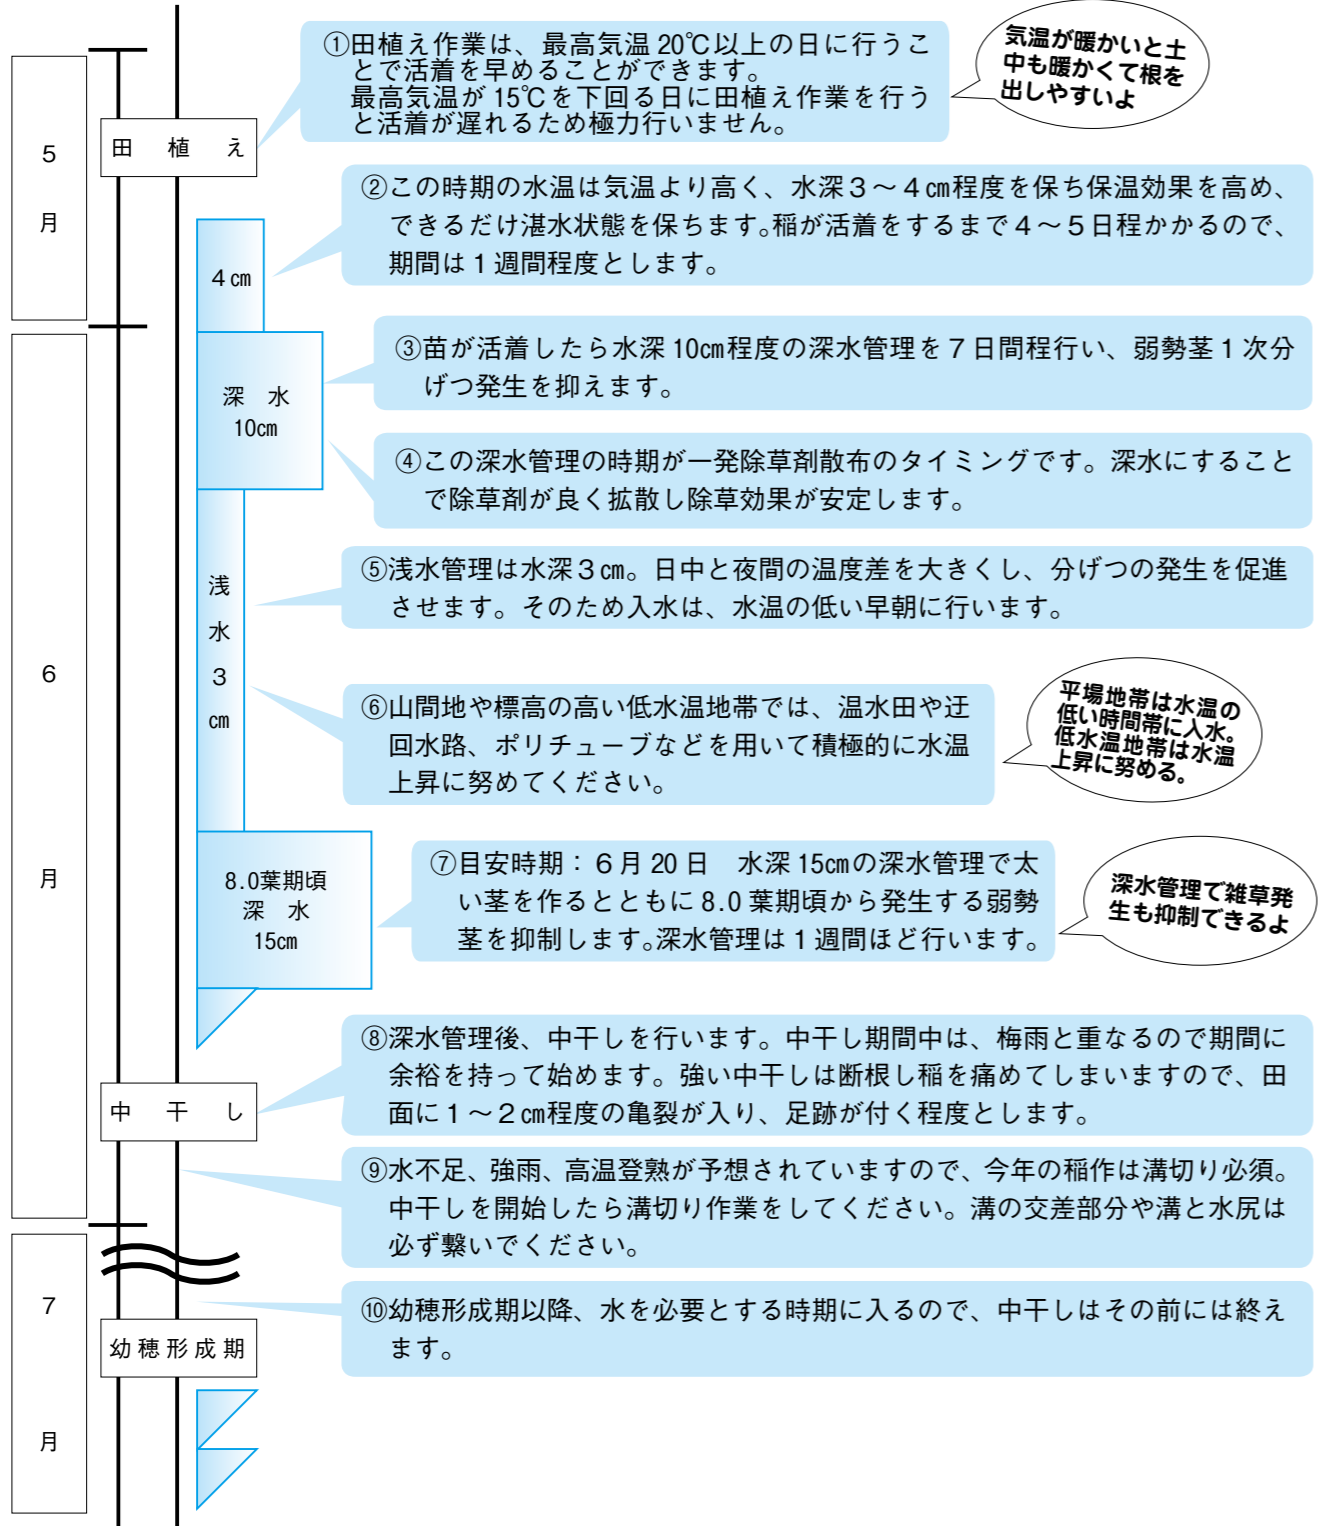 ①田植え作業は、最高気温 20℃以上の日に行うこ
とで活着を早めることができます。
最高気温が 15℃を下回る日に田植え作業を行う
と活着が遅れるため極力行いません。
気温が暖かいと土
中も暖かくて根を
出しやすいよ
5
月
田 植 え
②この時期の水温は気温より高く、水深3〜4㎝程度を保ち保温効果を高め、
できるだけ湛水状態を保ちます。稲が活着をするまで4〜5日程かかるので、
期間は1週間程度とします。
4㎝
③苗が活着したら水深10㎝程度の深水管理を7日間程行い、弱勢茎1次分
げつ発生を抑えます。
深 水
10㎝
④この深水管理の時期が一発除草剤散布のタイミングです。深水にすること
で除草剤が良く拡散し除草効果が安定します。
6
月
浅
水
3
㎝
⑤浅水管理は水深3㎝。日中と夜間の温度差を大きくし、分げつの発生を促進
させます。そのため入水は、水温の低い早朝に行います。
⑥山間地や標高の高い低水温地帯では、温水田や迂
回水路、ポリチューブなどを用いて積極的に水温
上昇に努めてください。
平場地帯は水温の
低い時間帯に入水。
低水温地帯は水温
上昇に努める。
8.0葉期頃
深 水
15㎝
⑦目安時期：6月20日 水深15㎝の深水管理で太
い茎を作るとともに8.0葉期頃から発生する弱勢
茎を抑制します。深水管理は1週間ほど行います。
深水管理で雑草発
生も抑制できるよ
⑧深水管理後、中干しを行います。中干し期間中は、梅雨と重なるので期間に
余裕を持って始めます。強い中干しは断根し稲を痛めてしまいますので、田
面に1〜2㎝程度の亀裂が入り、足跡が付く程度とします。
中 干 し
⑨水不足、強雨、高温登熟が予想されていますので、今年の稲作は溝切り必須。
中干しを開始したら溝切り作業をしてください。溝の交差部分や溝と水尻は
必ず繋いでください。
7
月
⑩幼穂形成期以降、水を必要とする時期に入るので、中干しはその前には終え
ます。
幼穂形成期